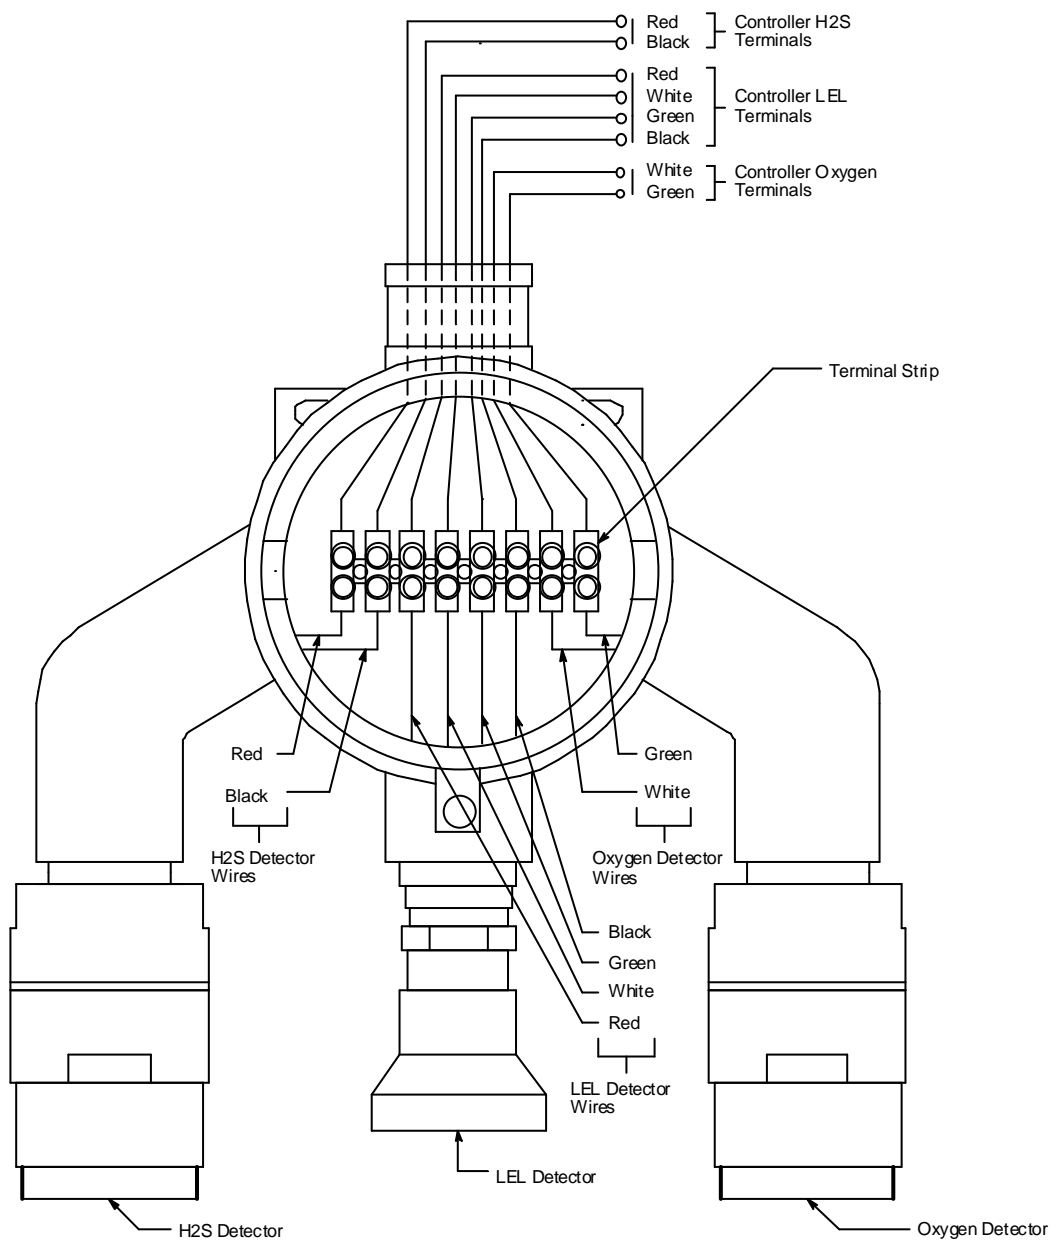 Red
Black
Controller H2S
Terminals
Red
White
Green
Black
Controller LEL
Terminals
White
Green
Controller Oxygen
Terminals
Terminal Strip
Red
Black
H2S Detector
Wires
Green
White
Oxygen Detector
Wires
Black
Green
White
Red
LEL Detector
Wires
LEL Detector
H2S Detector
Oxygen Detector